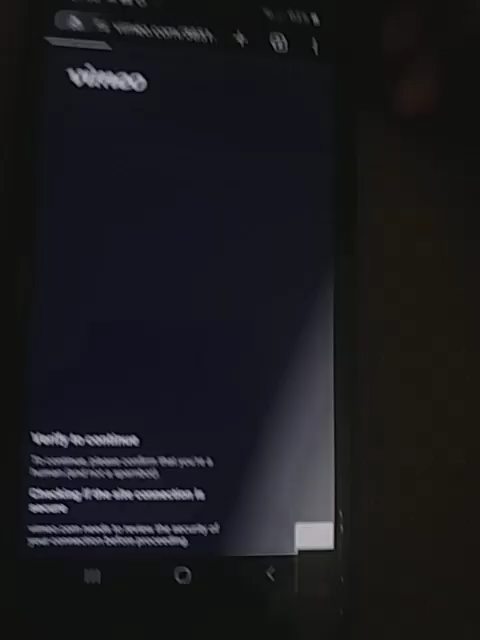 vimeo
Verify to continue
To continue, please confirm that you're a
human (and not a spambot).
Checking if the site connection is
secure
vimeo.com needs to review the security of
your connection before proceeding.